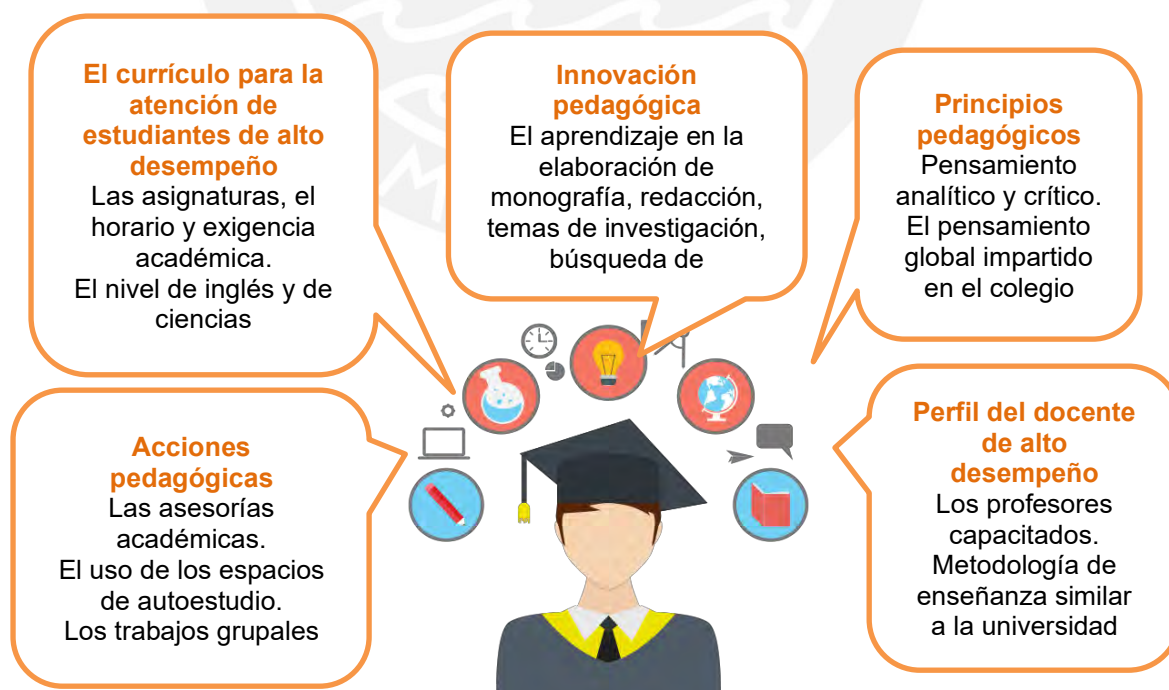 El currículo para la
atención de
estudiantes de alto
desempeño
Las asignaturas, el
horario y exigencia
académica.
El nivel de inglés y de
ciencias
Innovación
pedagógica
El aprendizaje en la
elaboración de
monografía, redacción,
temas de investigación,
búsqueda de
Principios
pedagógicos
Pensamiento
analítico y crítico.
El pensamiento
global impartido
en el colegio
Acciones
pedagógicas
Las asesorías
académicas.
El uso de los espacios
de autoestudio.
Los trabajos grupales
Perfil del docente
de alto
desempeño
Los profesores
capacitados.
Metodología de
enseñanza similar
a la universidad